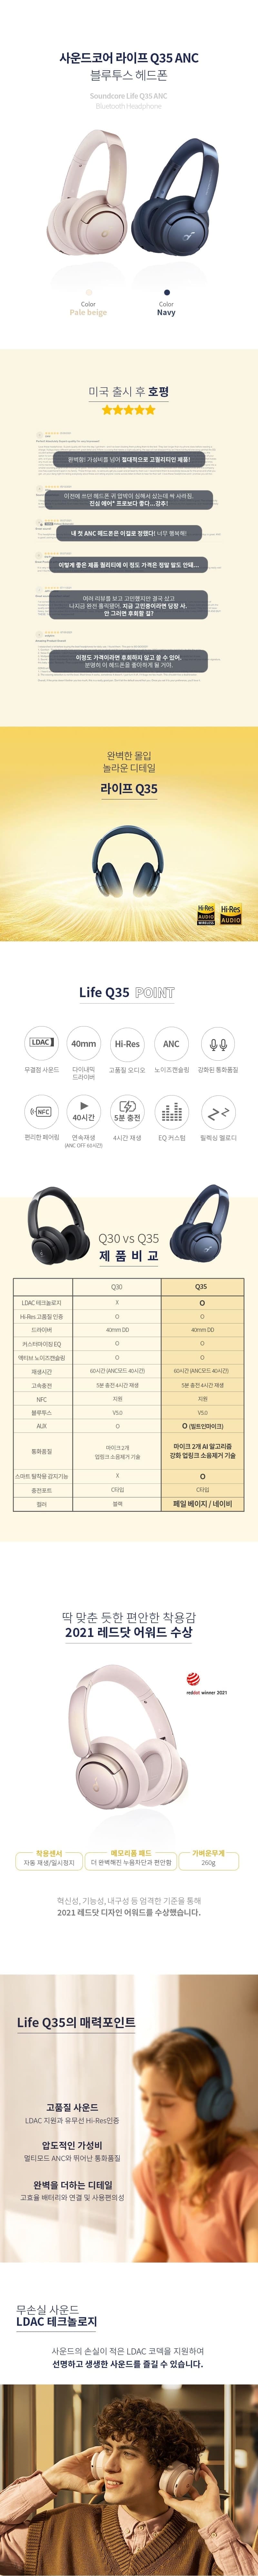 사운드코어 라이프 Q35 ANC
블루투스 헤드폰
Soundcore Life Q35 ANC
Bluetooth Headphone
Color
Pale beige
Color
Navy
미국 출시 후 호평
완벽함! 가성비를 넘어 절대적으로 고퀄리티인 제품!
이전에 쓰던 헤드폰 귀 압박이 심해서 샀는데 싹 사라짐.
진심 에어* 프로보다 좋다...강추!
내 첫 ANC 헤드폰은 이걸로 정했다! 너무 행복해!
이렇게 좋은 제품 퀄리티에 이 정도 가격은 정말 말도 안돼...
여러 리뷰를 보고 고민했지만 결국 샀고
나지금 완전 홀릭됐어. 지금 고민중이라면 당장 사.
안 그러면 후회할 걸?
이정도 가격이라면 후회하지 않고 쓸 수 있어.
분명히 이 헤드폰을 좋아하게 될 거야.
완벽한 몰입
놀라운 디테일
라이프 Q35
Hi-Res
AUDIO
WIRELESS
Hi-Res
AUDIO
Life Q35 POINT
LDAC
40mm
Hi-Res
ANC
무결점 사운드
다이내믹
드라이버
고품질 오디오
노이즈캔슬링
강화된 통화품질
NFC
40시간
5분 충전
편리한 페어링
연속재생
(ANC OFF 60시간)
4시간 재생
EQ 커스텀
릴렉싱 멜로디
Q30 vs Q35
제 품 비 교
Q30 Q35
LDAC 테크놀로지 X O
Hi-Res 고품질 인증 O O
드라이버 40mm DD 40mm DD
커스터마이징 EQ O O
액티브 노이즈캔슬링 O O
재생시간 60시간 (ANC모드 40시간) 60시간 (ANC모드 40시간)
고속충전 5분 충전 4시간 재생 5분 충전 4시간 재생
NFC 지원 지원
블루투스 V5.0 V5.0
AUX O O (빌트인마이크)
통화품질 마이크 2개
업링크 소음제거 기술 마이크 2개 AI 알고리즘
강화 업링크 소음제거 기술
스마트 탈착용 감지기능 X O
충전포트 C타입 C타입
컬러 블랙 페일 베이지 / 네이비
딱 맞춘 듯한 편안한 착용감
2021 레드닷 어워드 수상
reddot winner 2021
착용센서
자동 재생/일시정지
메모리폼 패드
더 완벽해진 누음차단과 편안함
가벼운무게
260g
혁신성, 기능성, 내구성 등 엄격한 기준을 통해
2021 레드닷 디자인 어워드를 수상했습니다.
Life Q35의 매력포인트
고품질 사운드
LDAC 지원과 유무선 Hi-Res인증
압도적인 가성비
멀티모드 ANC와 뛰어난 통화품질
완벽을 더하는 디테일
고효율 배터리와 연결 및 사용편의성
무손실 사운드
LDAC 테크놀로지
사운드의 손실이 적은 LDAC 코덱을 지원하여
선명하고 생생한 사운드를 즐길 수 있습니다.